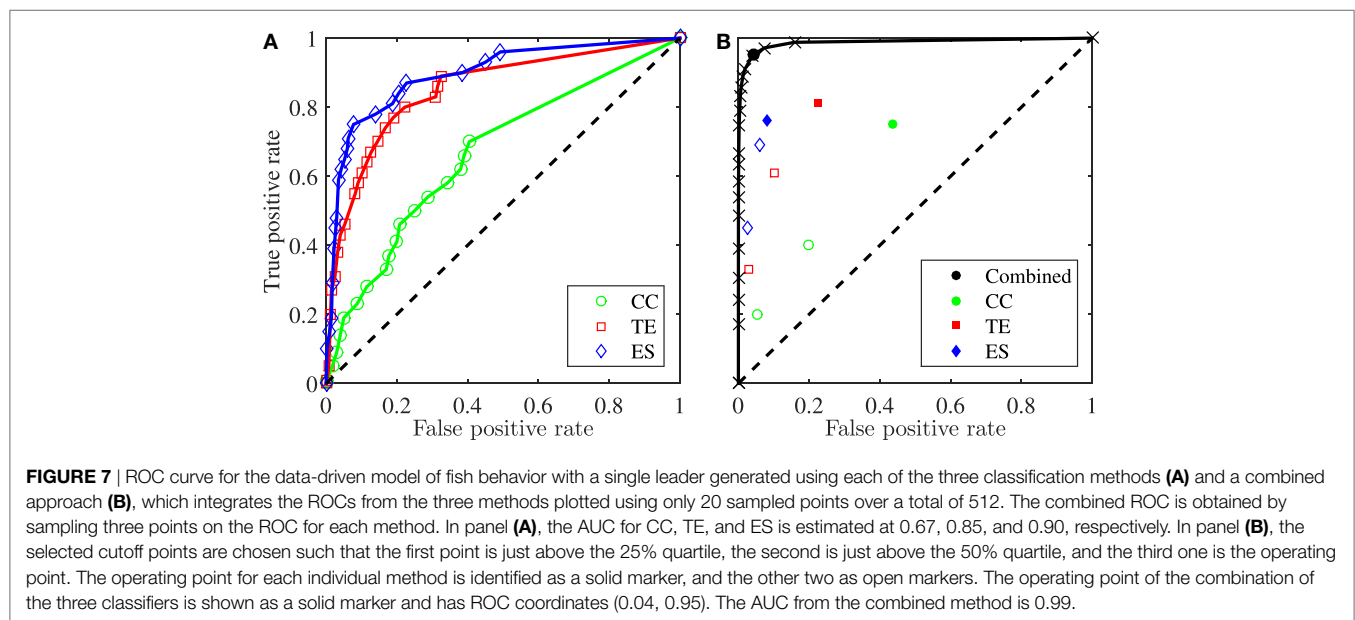 A
B
True positive rate
1
0.8
0.6
0.4
0.2
0
0 0.2 0.4 0.6 0.8 1
False positive rate
CC
TE
ES
1
0.8
0.6
0.4
0.2
0
0 0.2 0.4 0.6 0.8 1
False positive rate
Combined
CC
TE
ES
FIGURE 7 | ROC curve for the data-driven model of fish behavior with a single leader generated using each of the three classification methods (A) and a combined
approach (B), which integrates the ROCs from the three methods plotted using only 20 sampled points over a total of 512. The combined ROC is obtained by
sampling three points on the ROC for each method. In panel (A), the AUC for CC, TE, and ES is estimated at 0.67, 0.85, and 0.90, respectively. In panel (B), the
selected cutoff points are chosen such that the first point is just above the 25% quartile, the second is just above the 50% quartile, and the third one is the operating
point. The operating point for each individual method is identified as a solid marker, and the other two as open markers. The operating point of the combination of
the three classifiers is shown as a solid marker and has ROC coordinates (0.04, 0.95). The AUC from the combined method is 0.99.